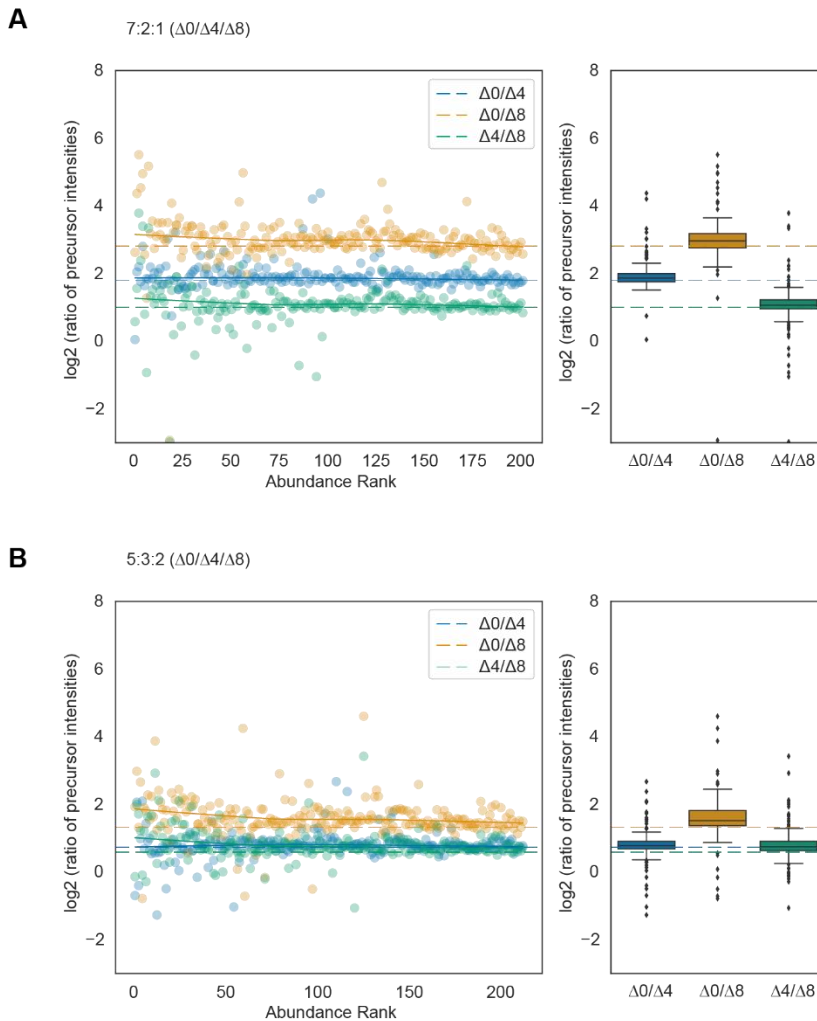 A
7:2:1 (Δ0/Δ4/Δ8)
8
6
4
2
0
−2
log2 (ratio of precursor intensities)
Δ0/Δ4
Δ0/Δ8
Δ4/Δ8
0 25 50 75 100 125 150 175 200
Abundance Rank
8
6
4
2
0
−2
log2 (ratio of precursor intensities)
Δ0/Δ4 Δ0/Δ8 Δ4/Δ8
B
5:3:2 (Δ0/Δ4/Δ8)
8
6
4
2
0
−2
log2 (ratio of precursor intensities)
Δ0/Δ4
Δ0/Δ8
Δ4/Δ8
0 50 100 150 200
Abundance Rank
8
6
4
2
0
−2
log2 (ratio of precursor intensities)
Δ0/Δ4 Δ0/Δ8 Δ4/Δ8